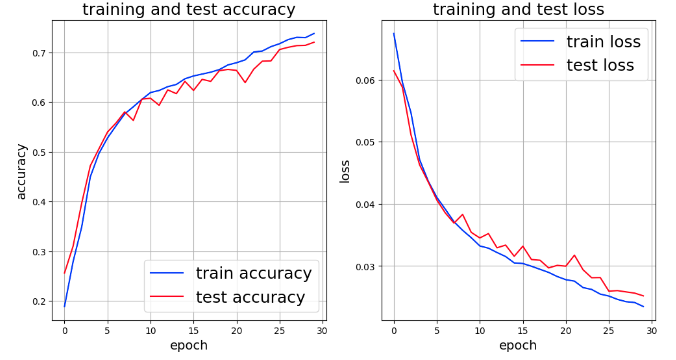 training and test accuracy
0.7
0.6
0.5
0.4
0.3
0.2
accuracy
train accuracy
test accuracy
0 5 10 15 20 25 30
epoch
training and test loss
train loss
test loss
0.06
0.05
0.04
0.03
loss
0 5 10 15 20 25 30
epoch